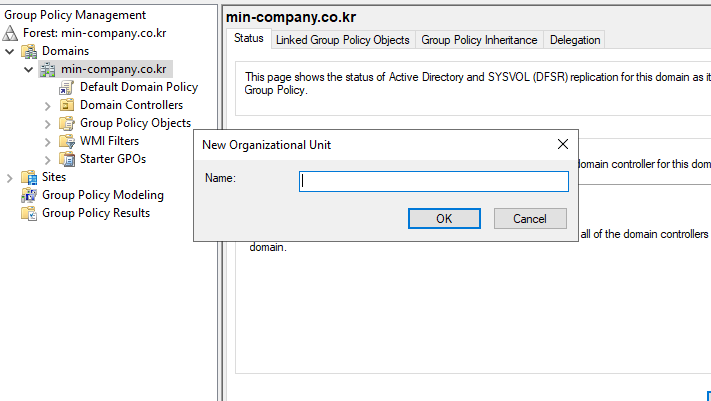 Group Policy Management
Forest: min-company.co.kr
Domains
min-company.co.kr
Default Domain Policy
Domain Controllers
Group Policy Objects
WMI Filters
Starter GPOs
Sites
Group Policy Modeling
Group Policy Results
min-company.co.kr
Status Linked Group Policy Objects Group Policy Inheritance Delegation
This page shows the status of Active Directory and SYSVOL (DFSR) replication for this domain as it
Group Policy.
New Organizational Unit
Name:
OK Cancel
domain controller for this dom
all of the domain controllers
domain.